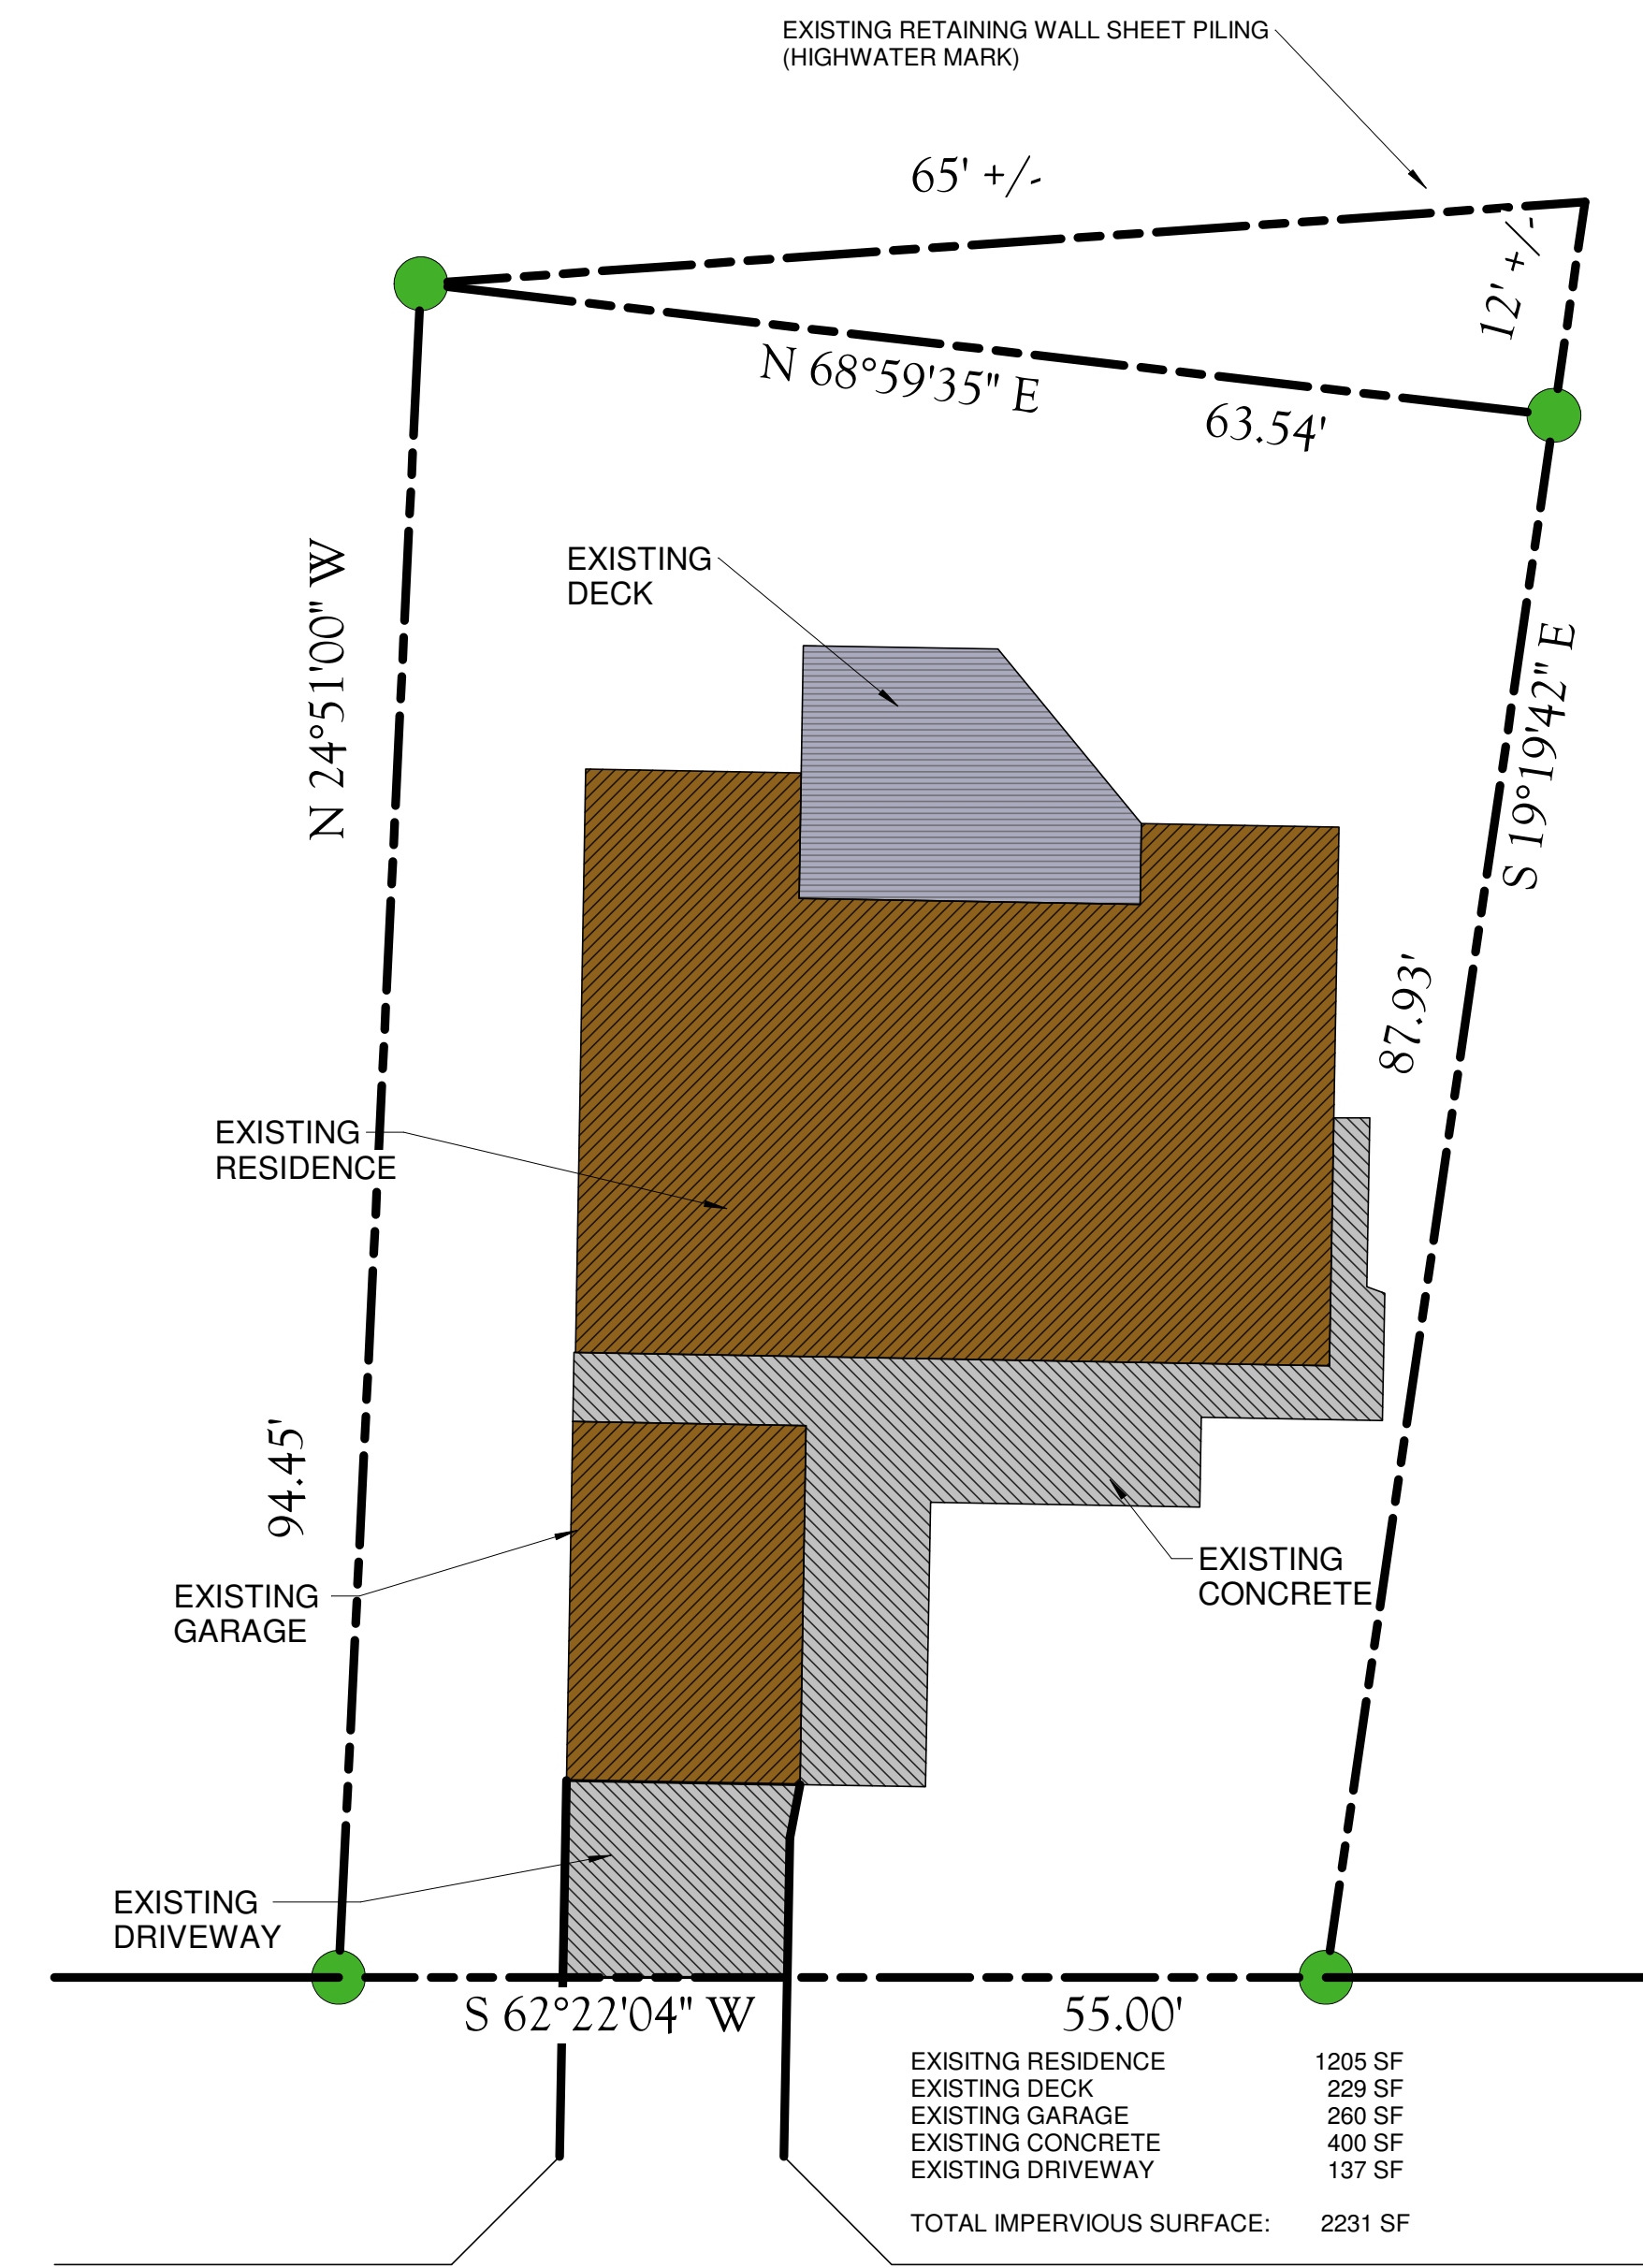 EXISTING RETAINING WALL SHEET PILING
(HIGHWATER MARK)
65' +/-
12' +/-
N 68°59'35" E
63.54'
EXISTING
DECK
N 24°51'00" W
S 19°19'42" E
87.93'
EXISTING
RESIDENCE
94.45'
EXISTING
CONCRETE
EXISTING
GARAGE
EXISTING
DRIVEWAY
S 62°22'04" W
55.00'
EXISITNG RESIDENCE 1205 SF
EXISTING DECK 229 SF
EXISTING GARAGE 260 SF
EXISTING CONCRETE 400 SF
EXISTING DRIVEWAY 137 SF
TOTAL IMPERVIOUS SURFACE: 2231 SF